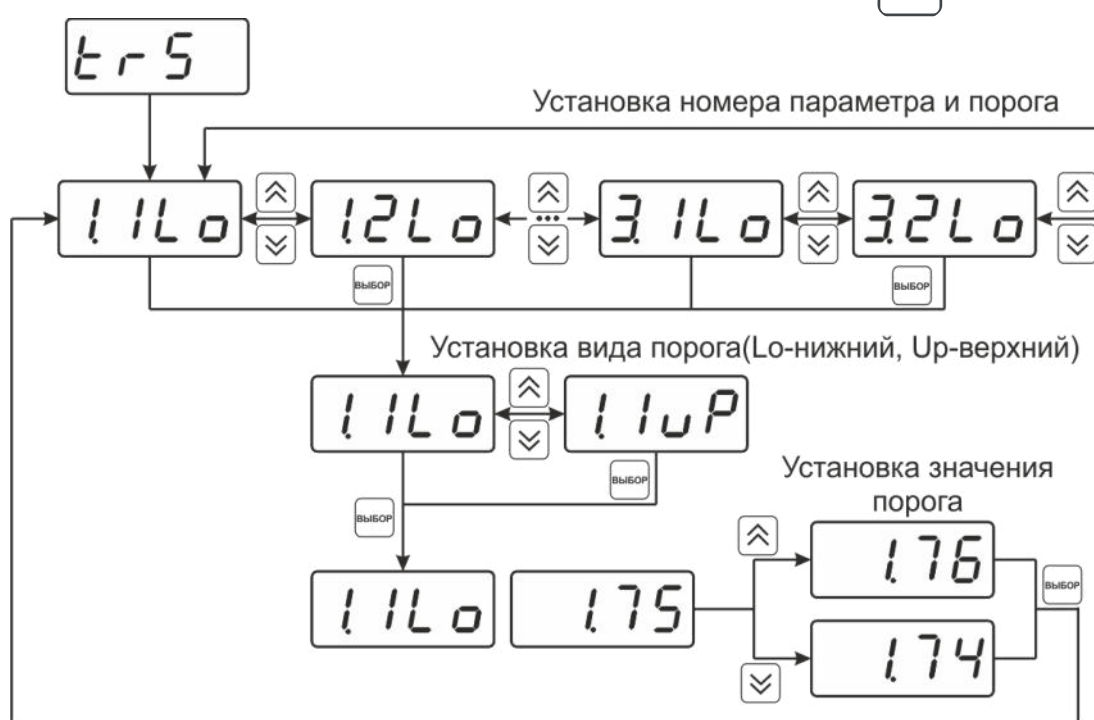 trS
Установка номера параметра и порога
1.1Lo
1.2Lo
...
3.1Lo
3.2Lo
ВЫБОР
ВЫБОР
Установка вида порога(Lo-нижний, Up-верхний)
1.1Lo
1.1uP
ВЫБОР
ВЫБОР
Установка значения
порога
1.1Lo
1.75
1.76
ВЫБОР
1.74